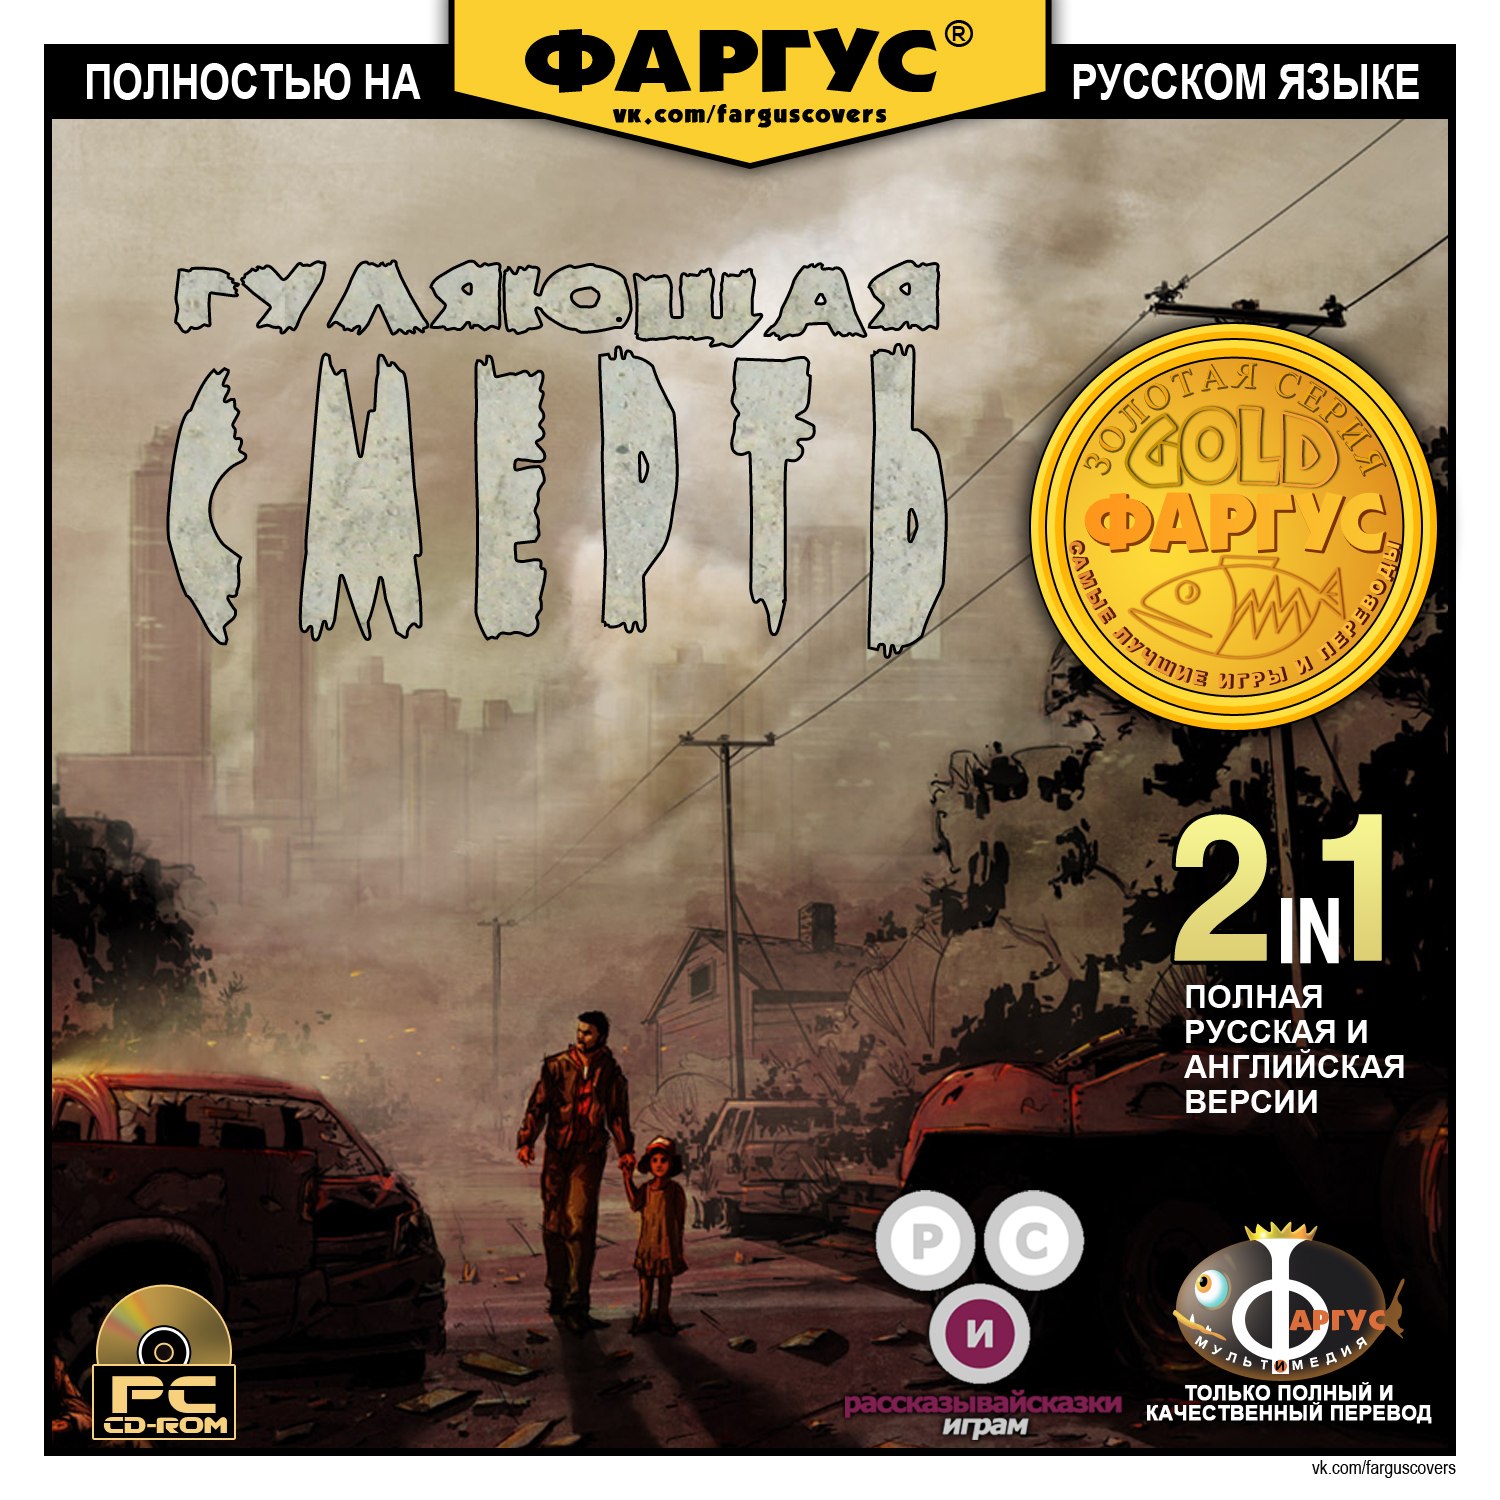 ПОЛНОСТЬЮ НА
ФАРГУС®
vk.com/farguscovers
РУССКОМ ЯЗЫКЕ
ГУЛЯЮЩАЯ
СМЕРТЬ
ЗОЛОТАЯ СЕРИЯ
GOLD
ФАРГУС
САМЫЕ ЛУЧШИЕ ИГРЫ И ПЕРЕВОДЫ
2IN1
ПОЛНАЯ
РУССКАЯ И
АНГЛИЙСКАЯ
ВЕРСИИ
Р С
И
рассказывайсказки
играм
ФАРГУС
МУЛЬТИМЕДИЯ
ТОЛЬКО ПОЛНЫЙ И
КАЧЕСТВЕННЫЙ ПЕРЕВОД
PC
CD-ROM
vk.com/farguscovers